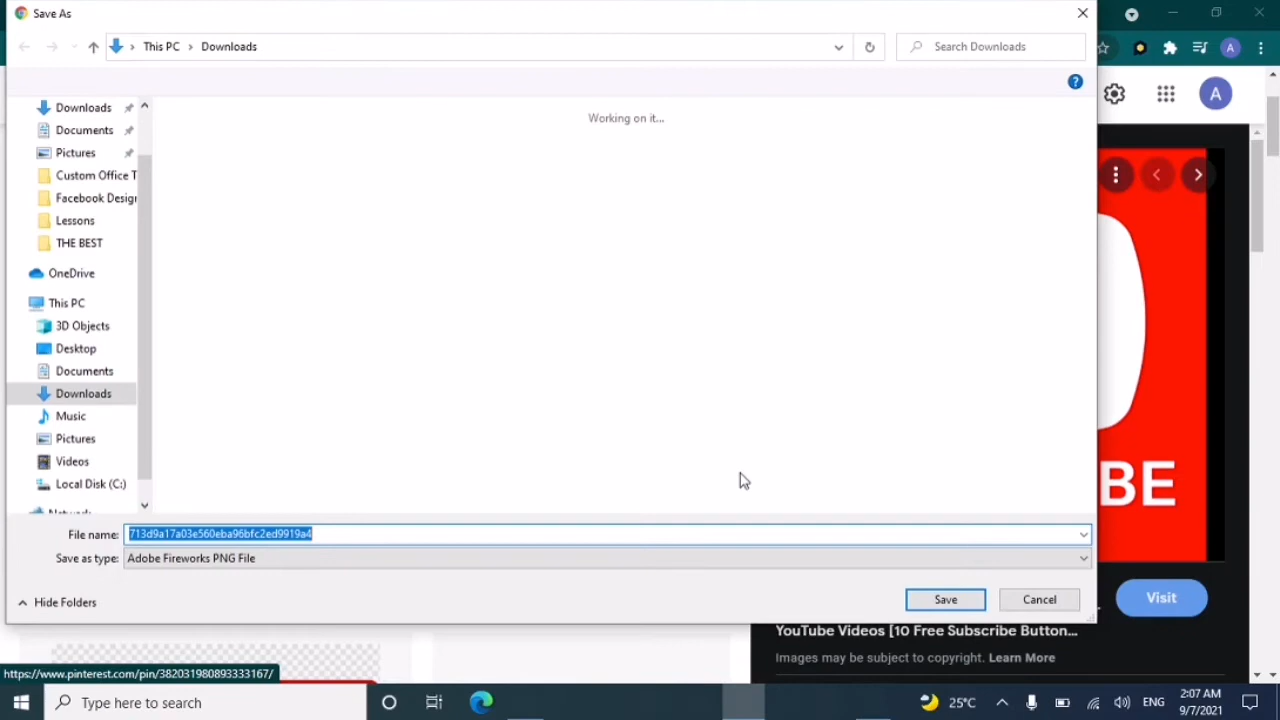 Save As
This PC
Downloads
Search Downloads
Downloads
Documents
Pictures
Custom Office T
Facebook Desig
Lessons
THE BEST
OneDrive
This PC
3D Objects
Desktop
Documents
Downloads
Music
Pictures
Videos
Local Disk (C:)
Working on it...
File name:
713d9a17a03e560eba96bfc2ed9919a4
Save as type:
Adobe Fireworks PNG File
Hide Folders
Save
Cancel
A
A
BE
Visit
YouTube Videos [10 Free Subscribe Button...
Images may be subject to copyright. Learn More
https://www.pinterest.com/pin/382031980893333167/
Type here to search
25°C
ENG
2:07 AM
9/7/2021